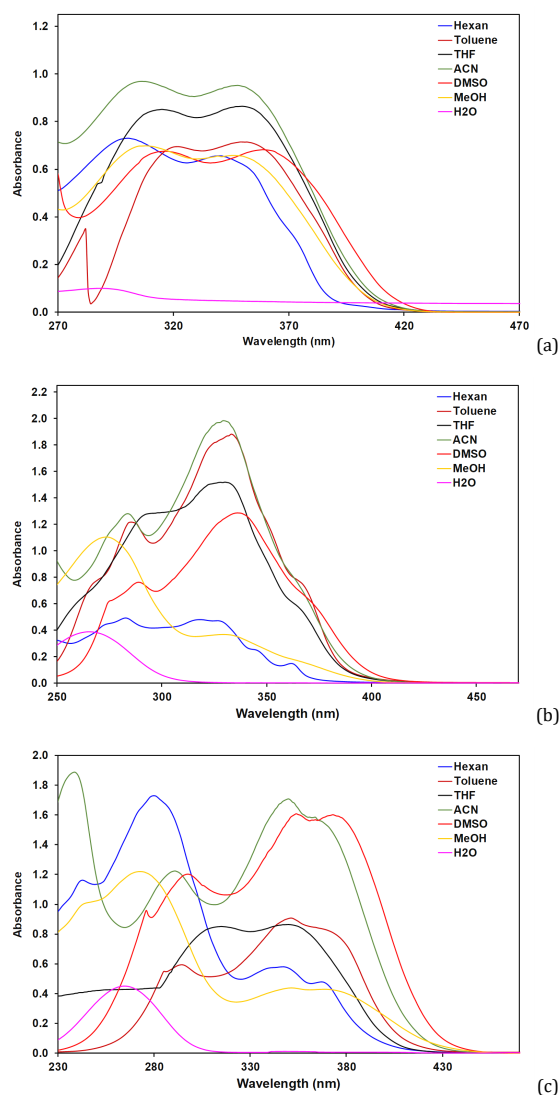 1.2
1.0
0.8
0.6
0.4
0.2
0.0
Absorbance
Hexan
Toluene
THF
ACN
DMSO
MeOH
H2O
270
320
370
420
470
Wavelength (nm)
(a)
2.2
2.0
1.8
1.6
1.4
1.2
1.0
0.8
0.6
0.4
0.2
0.0
Absorbance
Hexan
Toluene
THF
ACN
DMSO
MeOH
H2O
250
300
350
400
450
Wavelength (nm)
(b)
2.0
1.8
1.6
1.4
1.2
1.0
0.8
0.6
0.4
0.2
0.0
Absorbance
Hexan
Toluene
THF
ACN
DMSO
MeOH
H2O
230
280
330
380
430
Wavelength (nm)
(c)